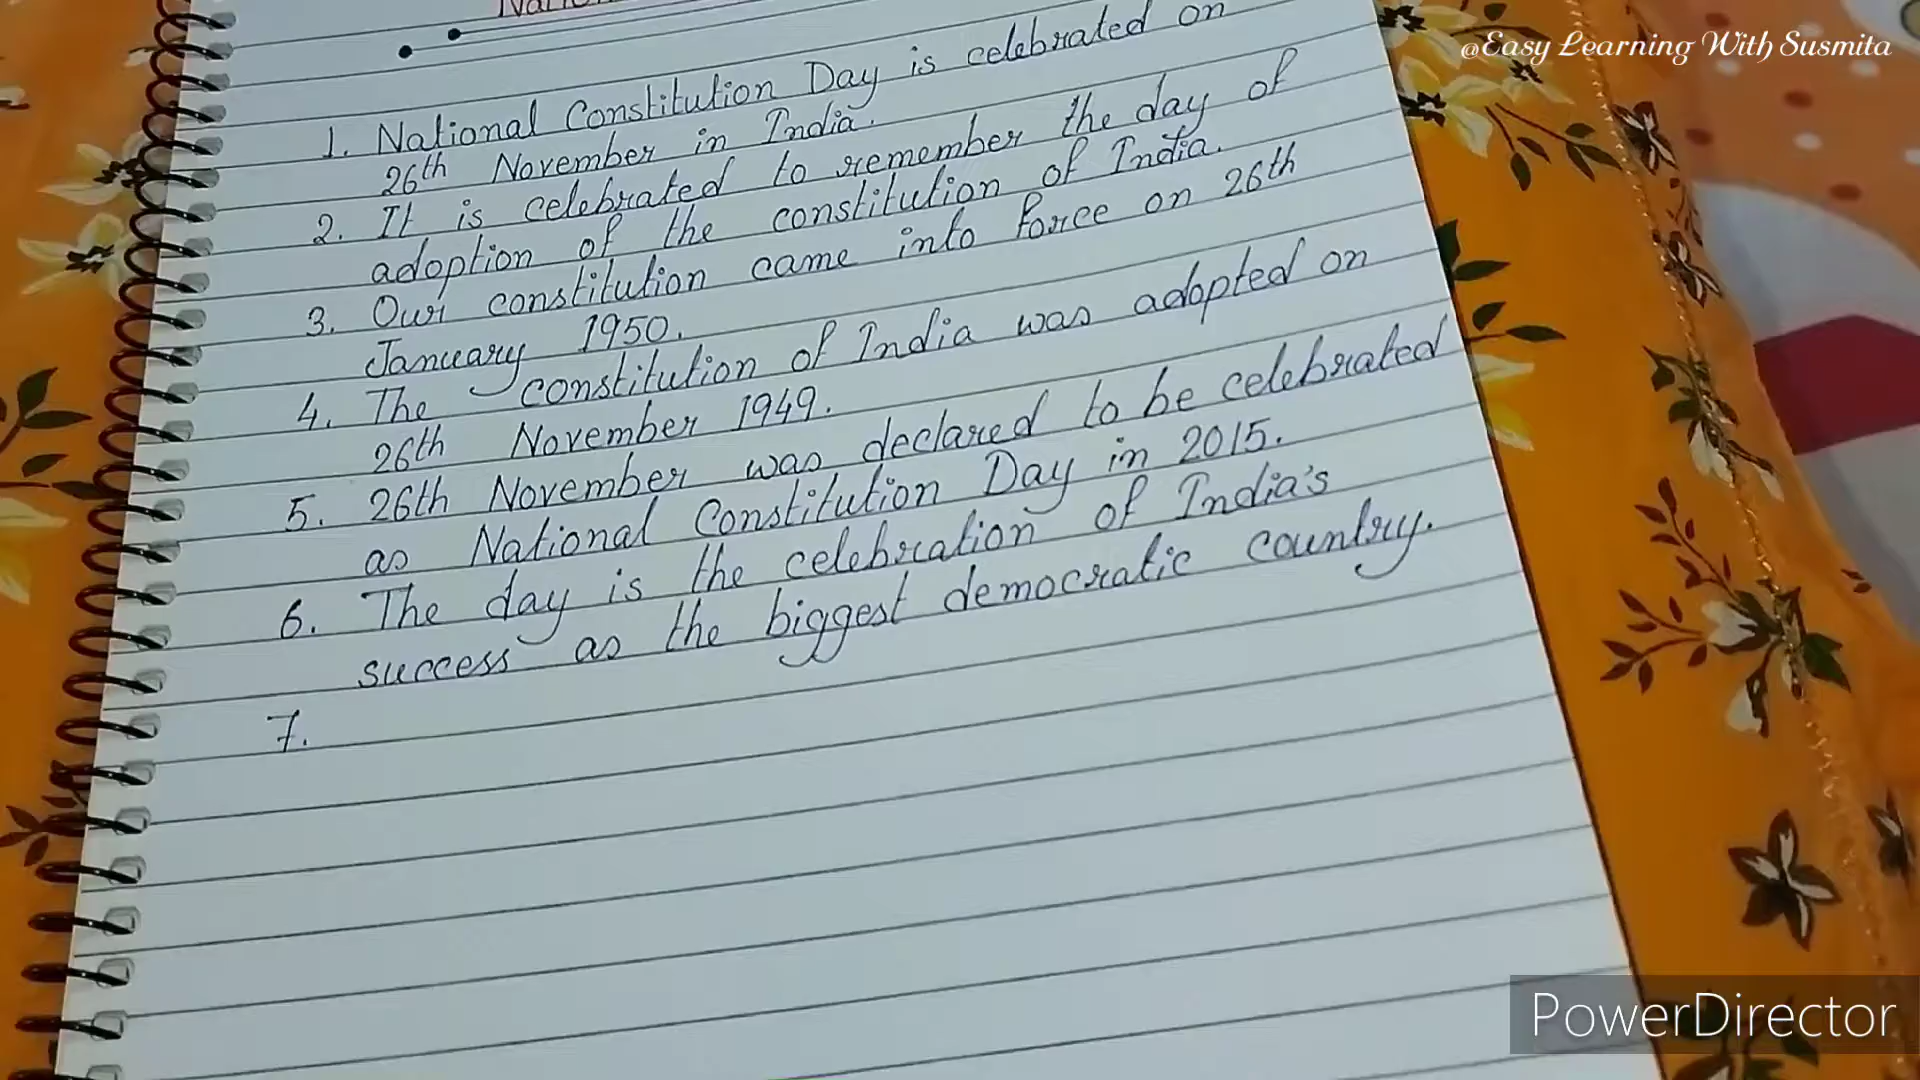 @Easy Learning With Susmita
1. National Constitution Day is celebrated on
26th November in India.
2. It is celebrated to remember the day of
adoption of the constitution of India.
3. Our constitution came into force on 26th
January 1950.
4. The constitution of India was adopted on
26th November 1949.
5. 26th November was declared to be celebrated
as National Constitution Day in 2015.
6. The day is the celebration of India's
success as the biggest democratic country.
7.
PowerDirector